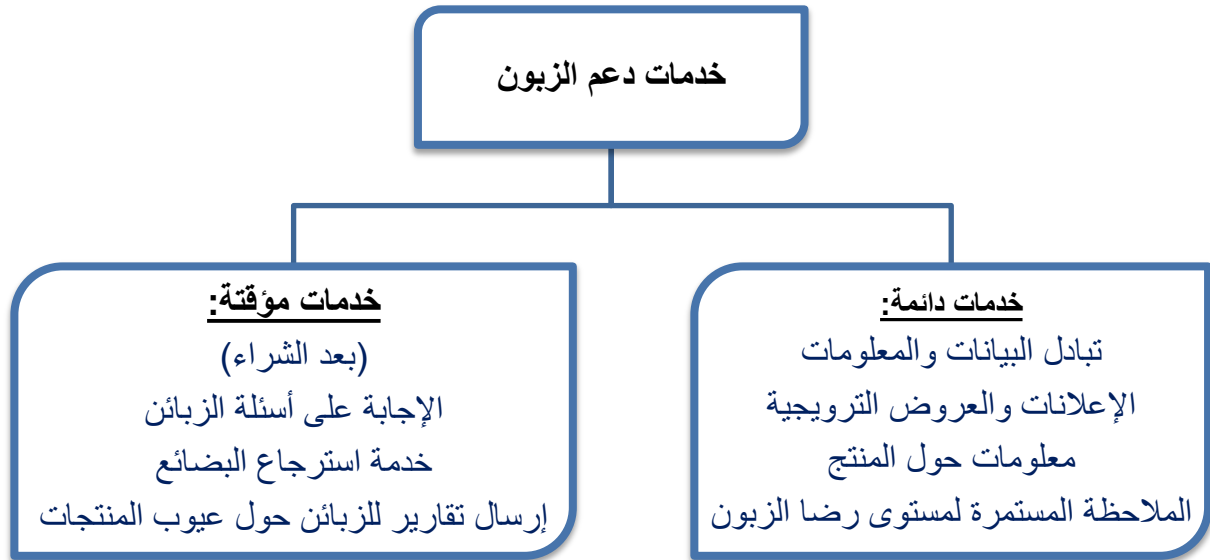 خدمات دعم الزبون
خدمات دائمة:
تبادل البيانات والمعلومات
الإعلانات والعروض الترويجية
معلومات حول المنتج
الملاحظة المستمرة لمستوى رضا الزبون
خدمات مؤقتة:
(بعد الشراء)
الإجابة على أسئلة الزبائن
خدمة استرجاع البضائع
إرسال تقارير للزبائن حول عيوب المنتجات